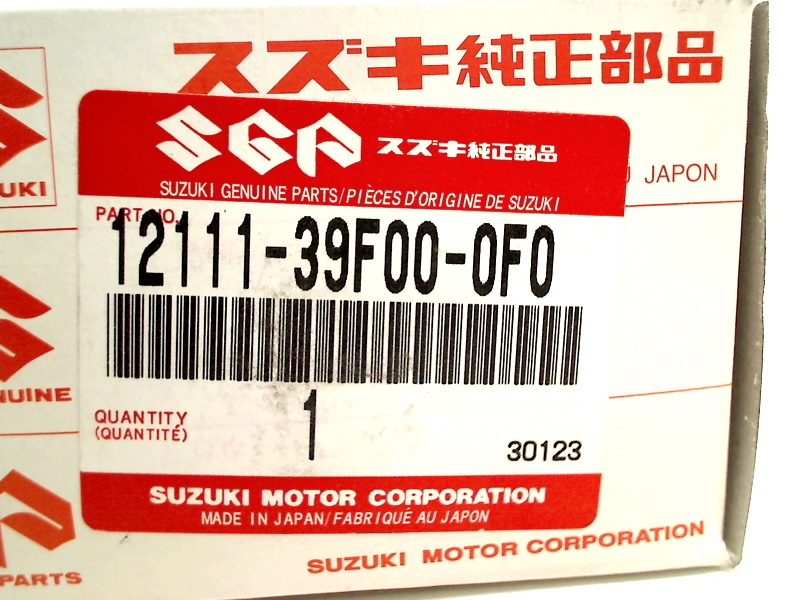 スズキ純正部品
SGP スズキ純正部品
SUZUKI GENUINE PARTS/PIÈCES D'ORIGINE DE SUZUKI
JAPON
UKI
PART NO.
12111-39F00-0F0
NUINE
QUANTITY
(QUANTITÉ)
1
30123
SUZUKI MOTOR CORPORATION
MADE IN JAPAN/FABRIQUÉ AU JAPON
SUZUKI MOTOR CORPORATION
PARTS